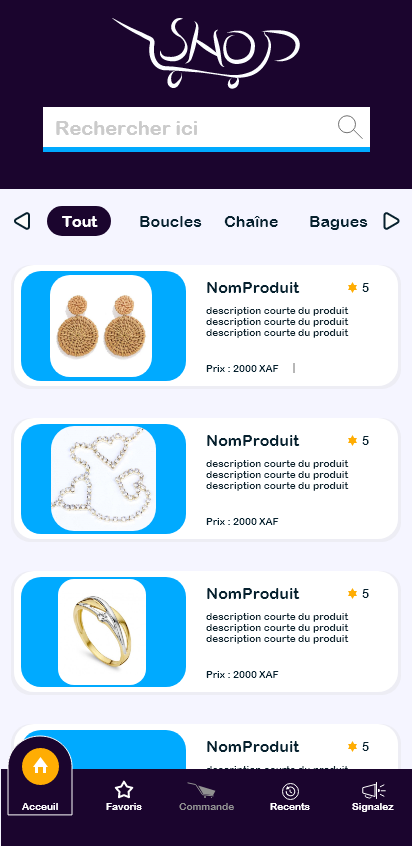 SHOP
Rechercher ici
Tout Boucles Chaîne Bagues
NomProduit 5
description courte du produit
description courte du produit
description courte du produit
Prix : 2000 XAF
NomProduit 5
description courte du produit
description courte du produit
description courte du produit
Prix : 2000 XAF
NomProduit 5
description courte du produit
description courte du produit
description courte du produit
Prix : 2000 XAF
NomProduit 5
description courte du produit
Acceuil Favoris Commande Recents Signalez